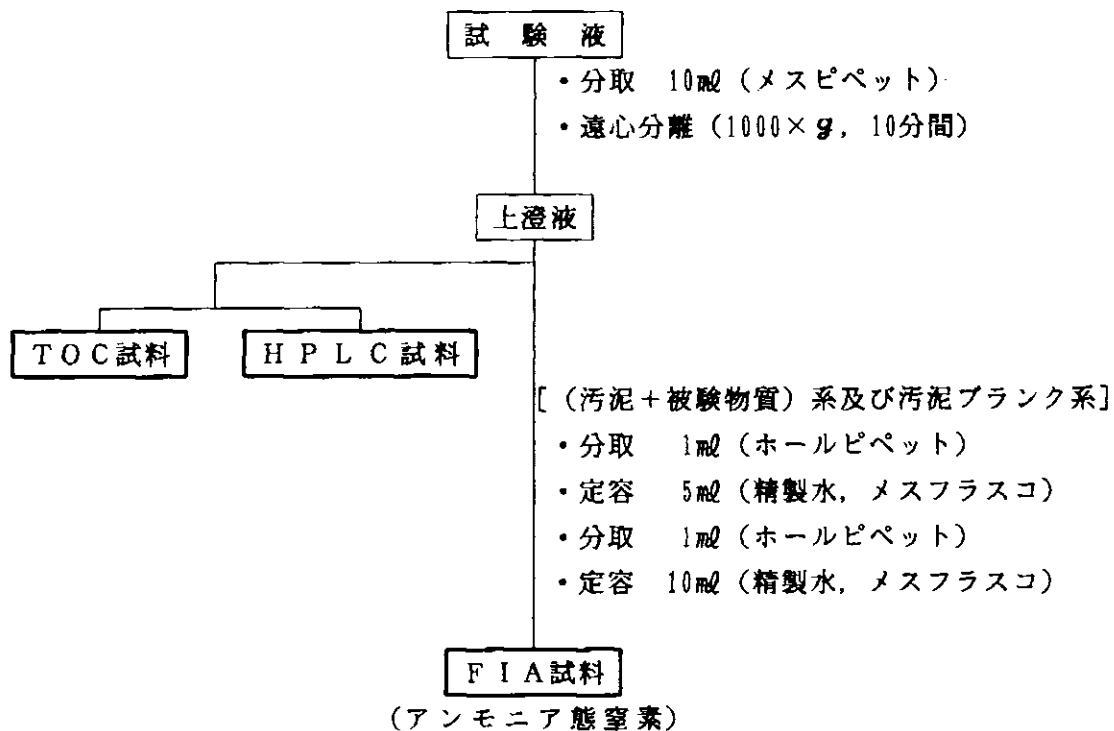 試験液
・分取 10㎖（メスピペット）
・遠心分離（1000×g，10分間）
上澄液
TOC試料
HPLC試料
[（汚泥＋被験物質）系及び汚泥ブランク系]
・分取 1㎖（ホールピペット）
・定容 5㎖（精製水，メスフラスコ）
・分取 1㎖（ホールピペット）
・定容 10㎖（精製水，メスフラスコ）
FIA試料
（アンモニア態窒素）